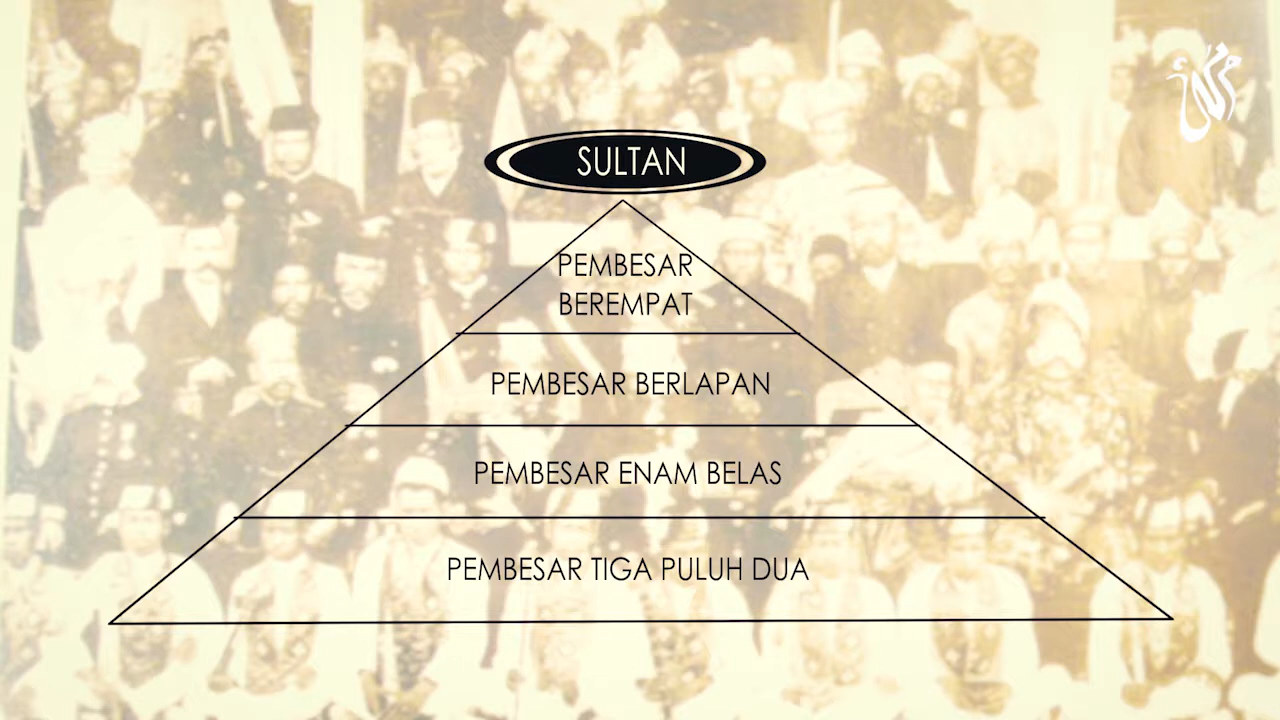 SULTAN
PEMBESAR
BEREMPAT
PEMBESAR BERLAPAN
PEMBESAR ENAM BELAS
PEMBESAR TIGA PULUH DUA